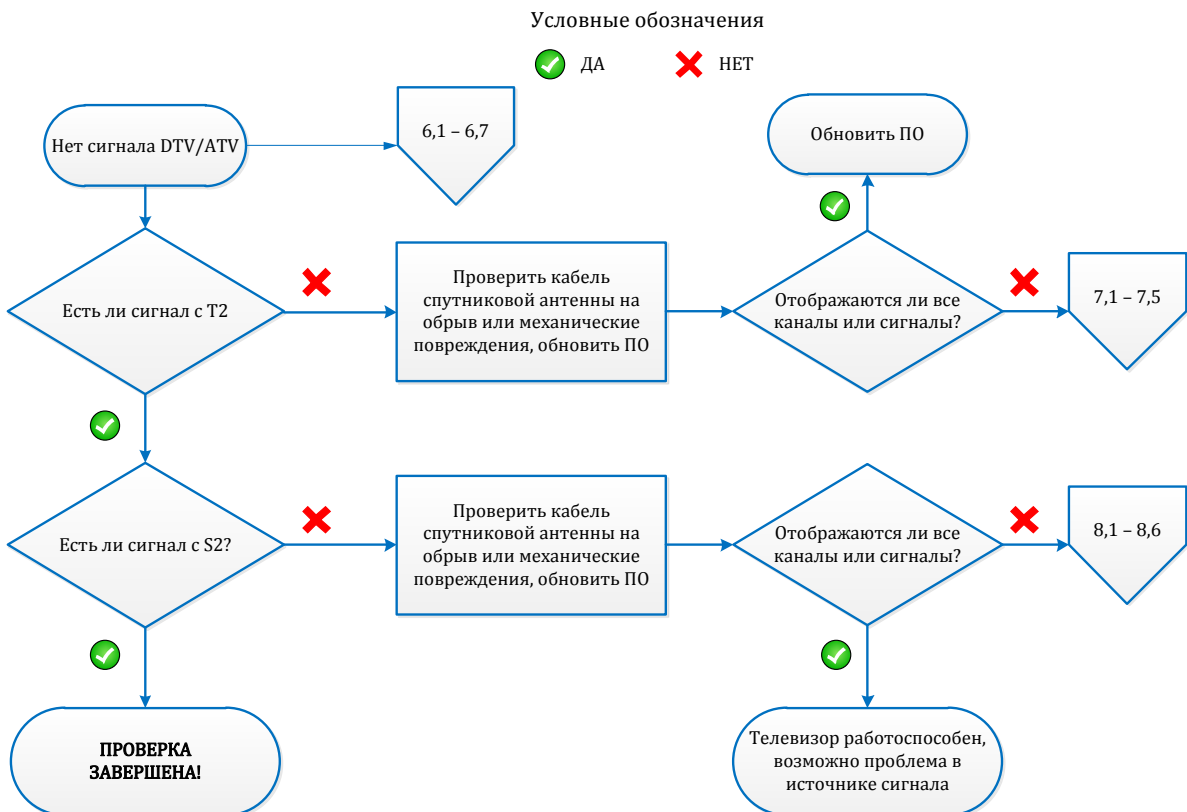 Условные обозначения
ДА
НЕТ
Нет сигнала DTV/ATV
6,1 – 6,7
Обновить ПО
Есть ли сигнал с T2
Проверить кабель
спутниковой антенны на
обрыв или механические
повреждения, обновить ПО
Отображаются ли все
каналы или сигналы?
7,1 – 7,5
Есть ли сигнал с S2?
Проверить кабель
спутниковой антенны на
обрыв или механические
повреждения, обновить ПО
Отображаются ли все
каналы или сигналы?
8,1 – 8,6
ПРОВЕРКА
ЗАВЕРШЕНА!
Телевизор работоспособен,
возможно проблема в
источнике сигнала